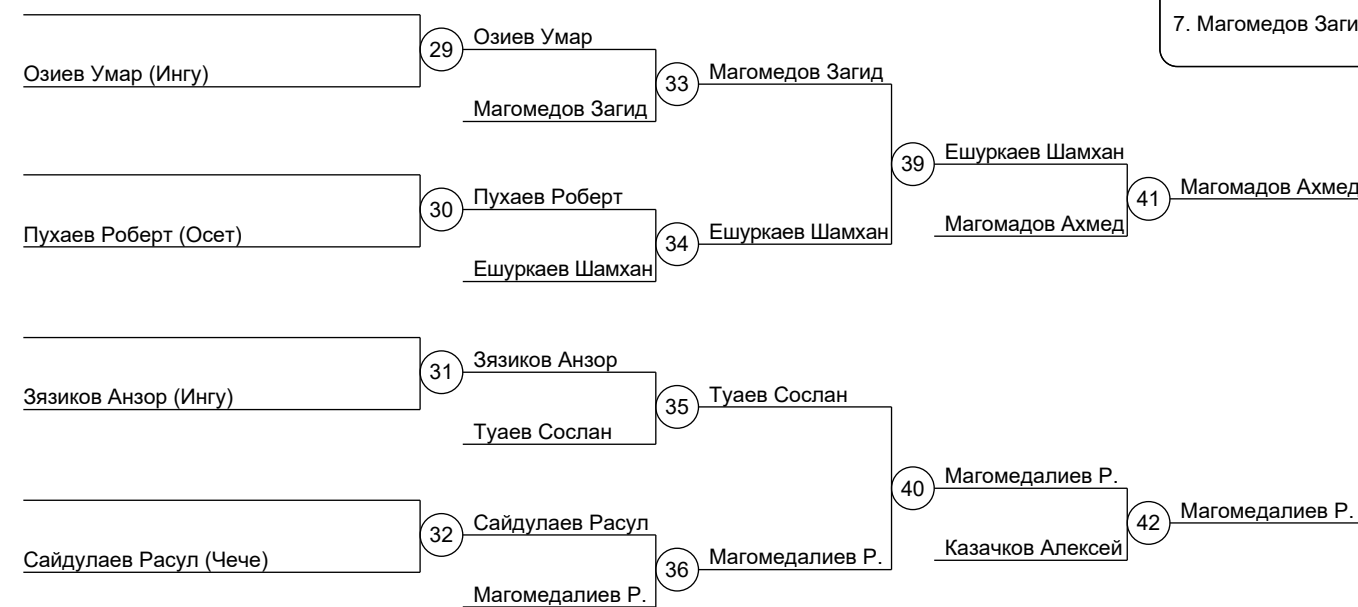 7. Магомедов Заги
29
Озиев Умар
Озиев Умар (Ингу)
33
Магомедов Загид
Магомедов Загид
39
Ешуркаев Шамхан
30
Пухаев Роберт
41
Магомадов Ахмед
Магомадов Ахмед
Пухаев Роберт (Осет)
34
Ешуркаев Шамхан
Ешуркаев Шамхан
31
Зязиков Анзор
Зязиков Анзор (Ингу)
35
Туаев Сослан
Туаев Сослан
40
Магомедалиев Р.
32
Сайдулаев Расул
42
Магомедалиев Р.
Казачков Алексей
Сайдулаев Расул (Чече)
36
Магомедалиев Р.
Магомедалиев Р.